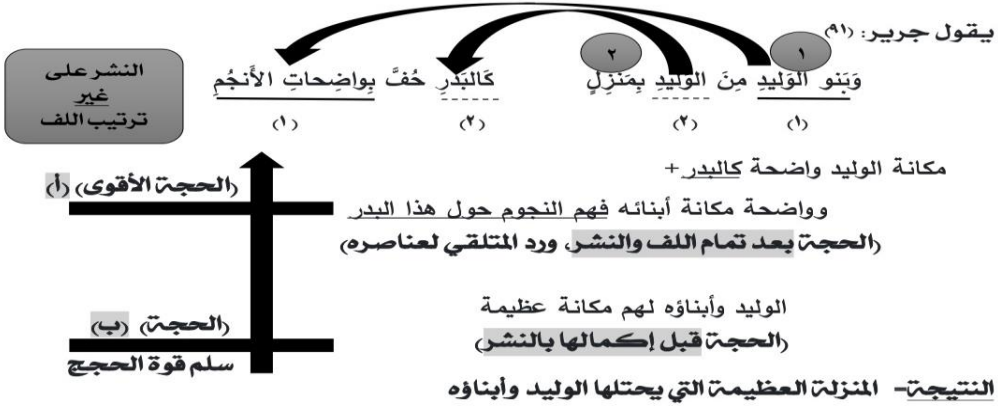 يقول جرير: (٩١)
١
٢
وَبَنو الوَليدِ مِنَ الوَليدِ بِمَنزِلٍ كَالبَدرِ حُفَّ بِواضِحاتِ الأَنجُمِ
(١) (٢) (٢) (١)
النشر على
غير
ترتيب اللف
مكانة الوليد واضحة كالبدر +
وواضحة مكانة أبنائه فهم النجوم حول هذا البدر
(الحجة بعد تمام اللف والنشر، ورد المتلقي لعناصره)
(الحجة الأقوى) (أ)
الوليد وأبناؤه لهم مكانة عظيمة
(الحجة قبل إكمالها بالنشر)
(الحجة) (ب)
سلم قوة الحجج
النتيجة- المنزلة العظيمة التي يحتلها الوليد وأبناؤه